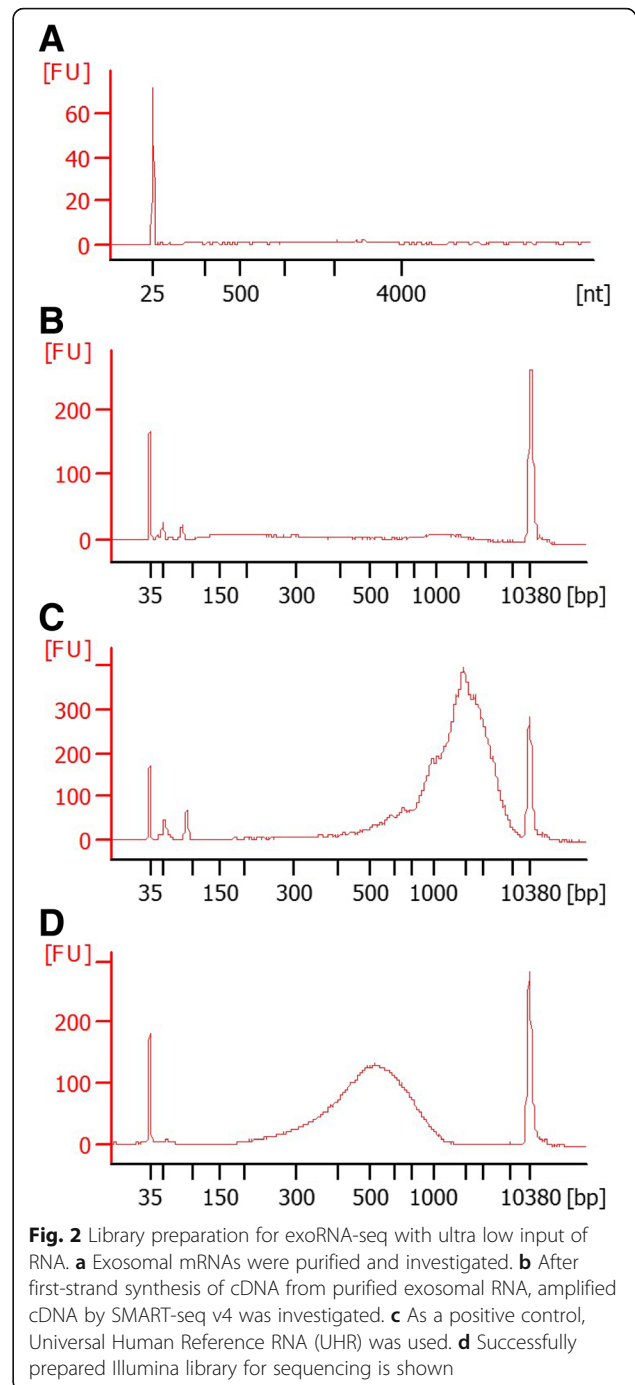 A
[FU]
60
40
20
0
25 500 4000 [nt]
B
[FU]
200
100
0
35 150 300 500 1000 10380 [bp]
C
[FU]
300
200
100
0
35 150 300 500 1000 10380 [bp]
D
[FU]
200
100
0
35 150 300 500 1000 10380 [bp]
Fig. 2 Library preparation for exoRNA-seq with ultra low input of
RNA. a Exosomal mRNAs were purified and investigated. b After
first-strand synthesis of cDNA from purified exosomal RNA, amplified
cDNA by SMART-seq v4 was investigated. c As a positive control,
Universal Human Reference RNA (UHR) was used. d Successfully
prepared Illumina library for sequencing is shown